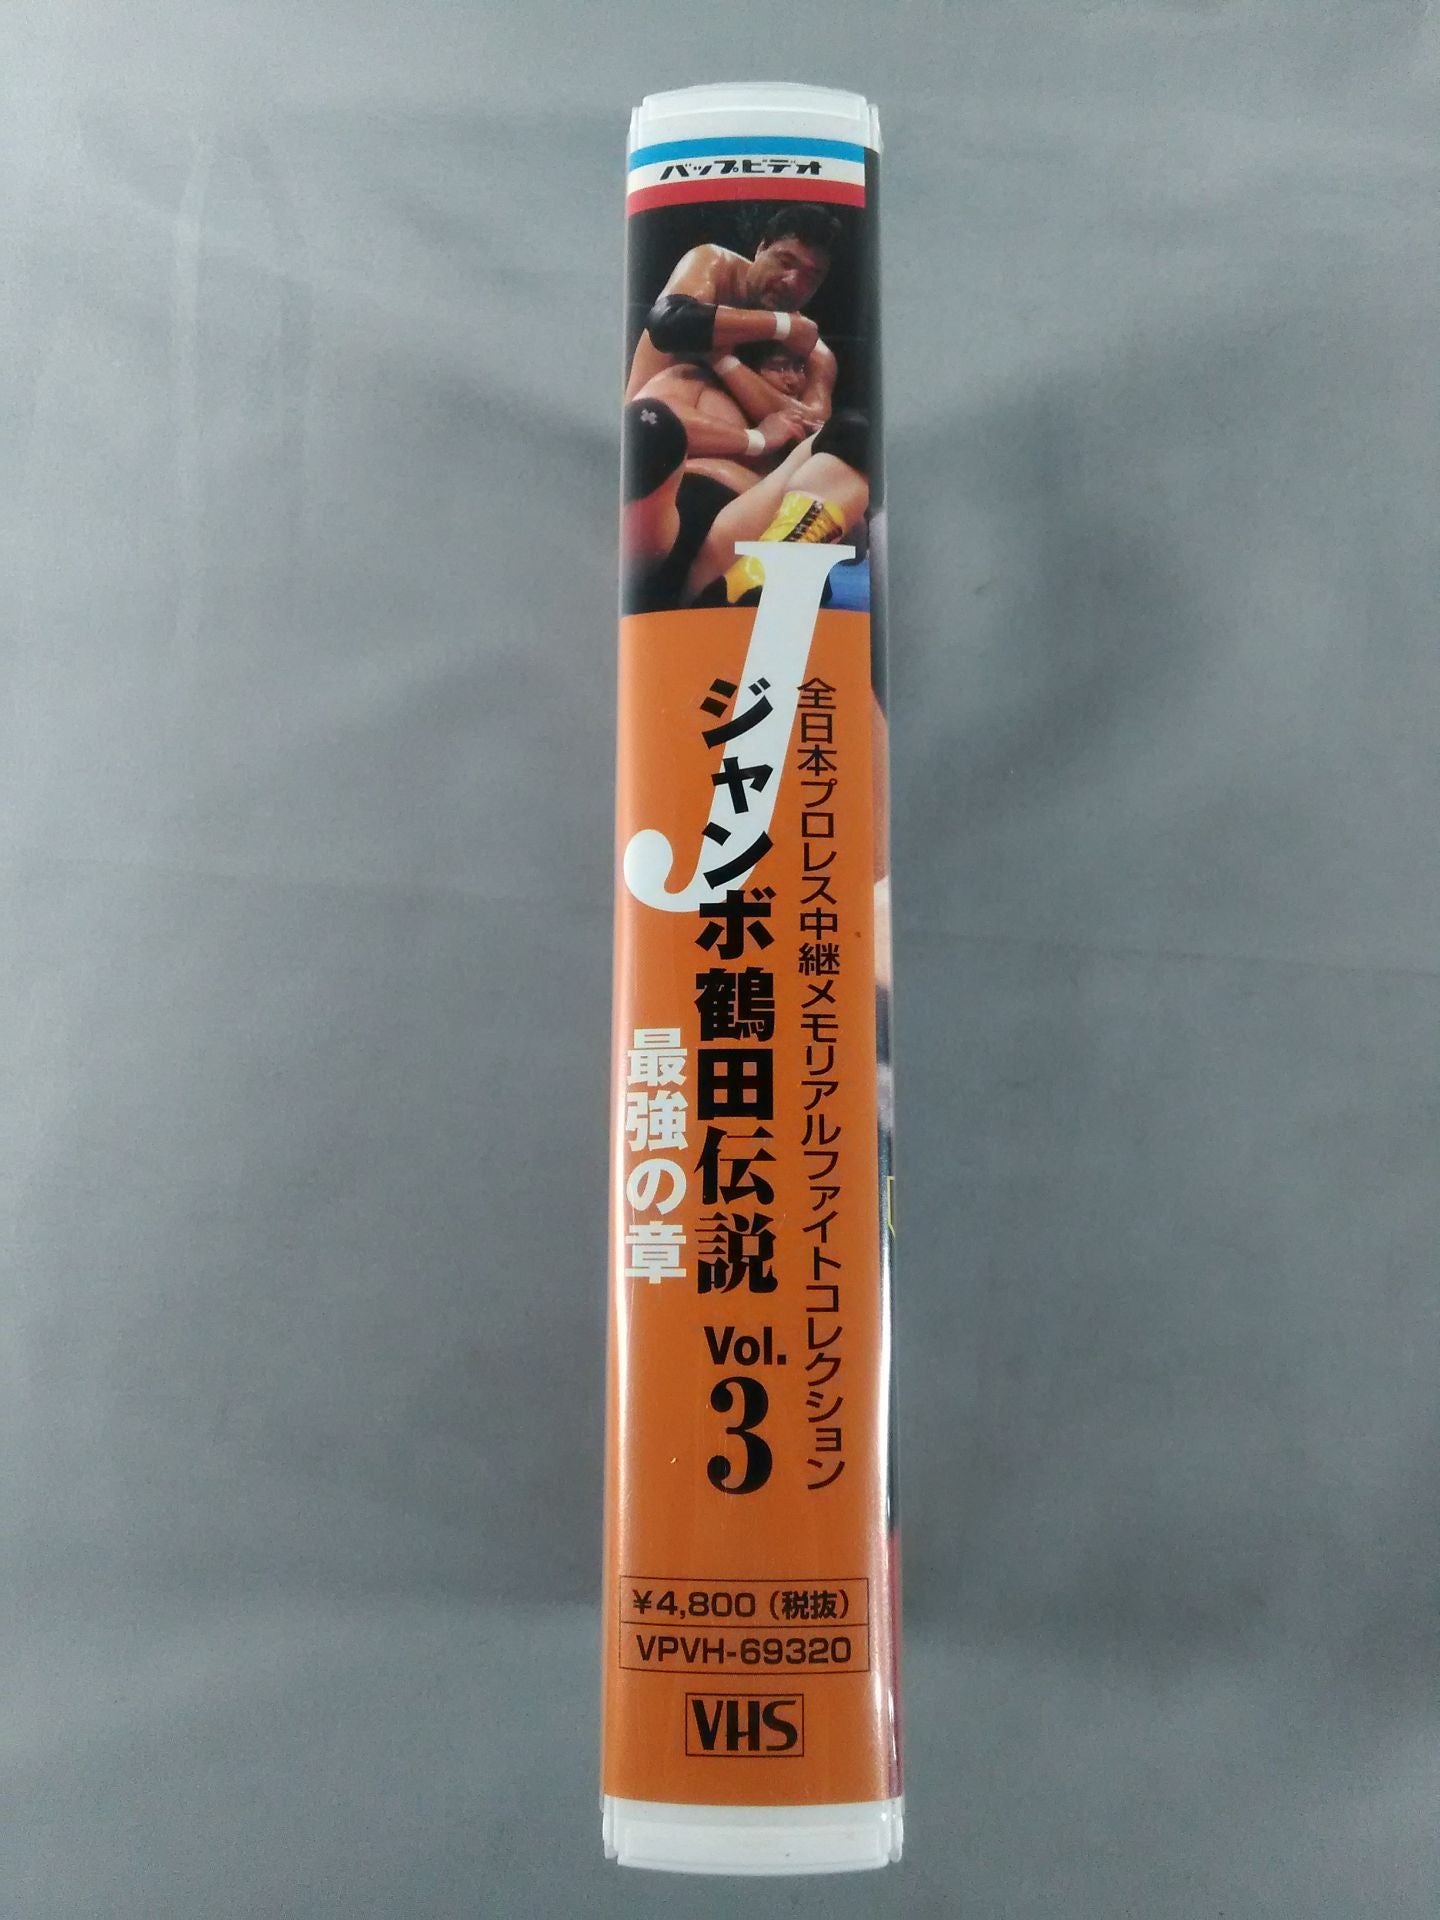 バップビデオ
J
全日本プロレス中継メモリアルファイトコレクション
ジャンボ鶴田伝説 Vol.3
最強の章
¥4,800(税抜)
VPVH-69320
VHS